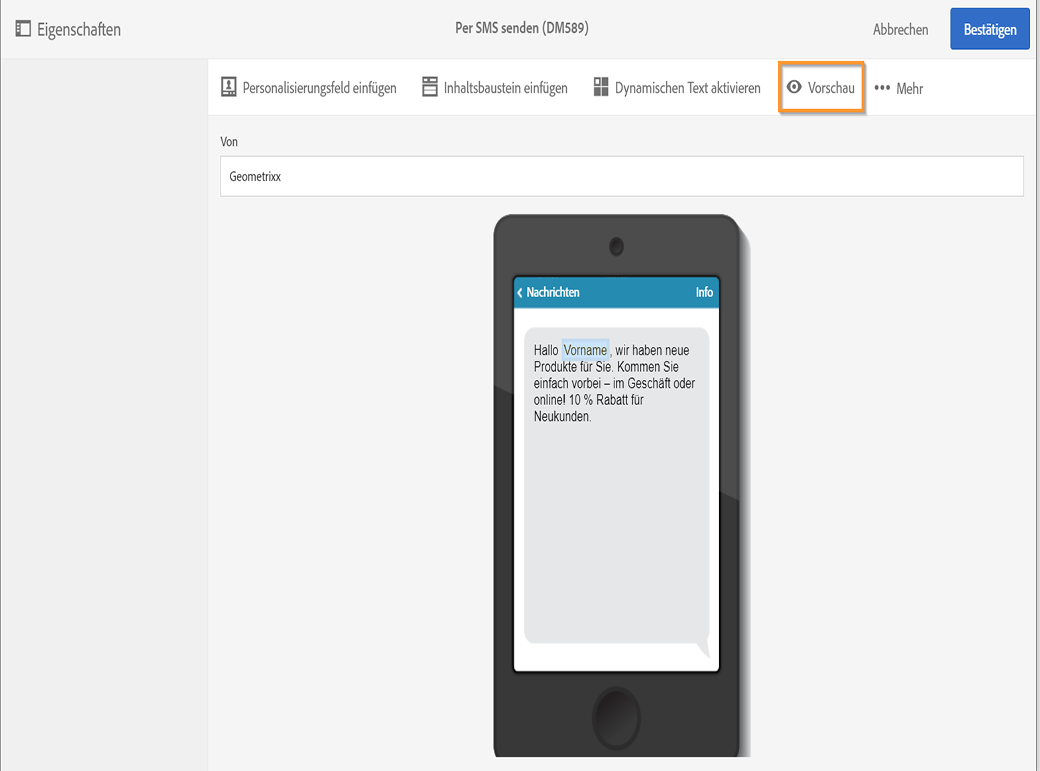 Eigenschaften
Per SMS senden (DM589)
Abbrechen
Bestätigen
Personalisierungsfeld einfügen
Inhaltsbaustein einfügen
Dynamischen Text aktivieren
Vorschau
Mehr
Von
Geometrixx
Nachrichten
Info
Hallo Vorname, wir haben neue
Produkte für Sie. Kommen Sie
einfach vorbei – im Geschäft oder
online! 10 % Rabatt für
Neukunden.